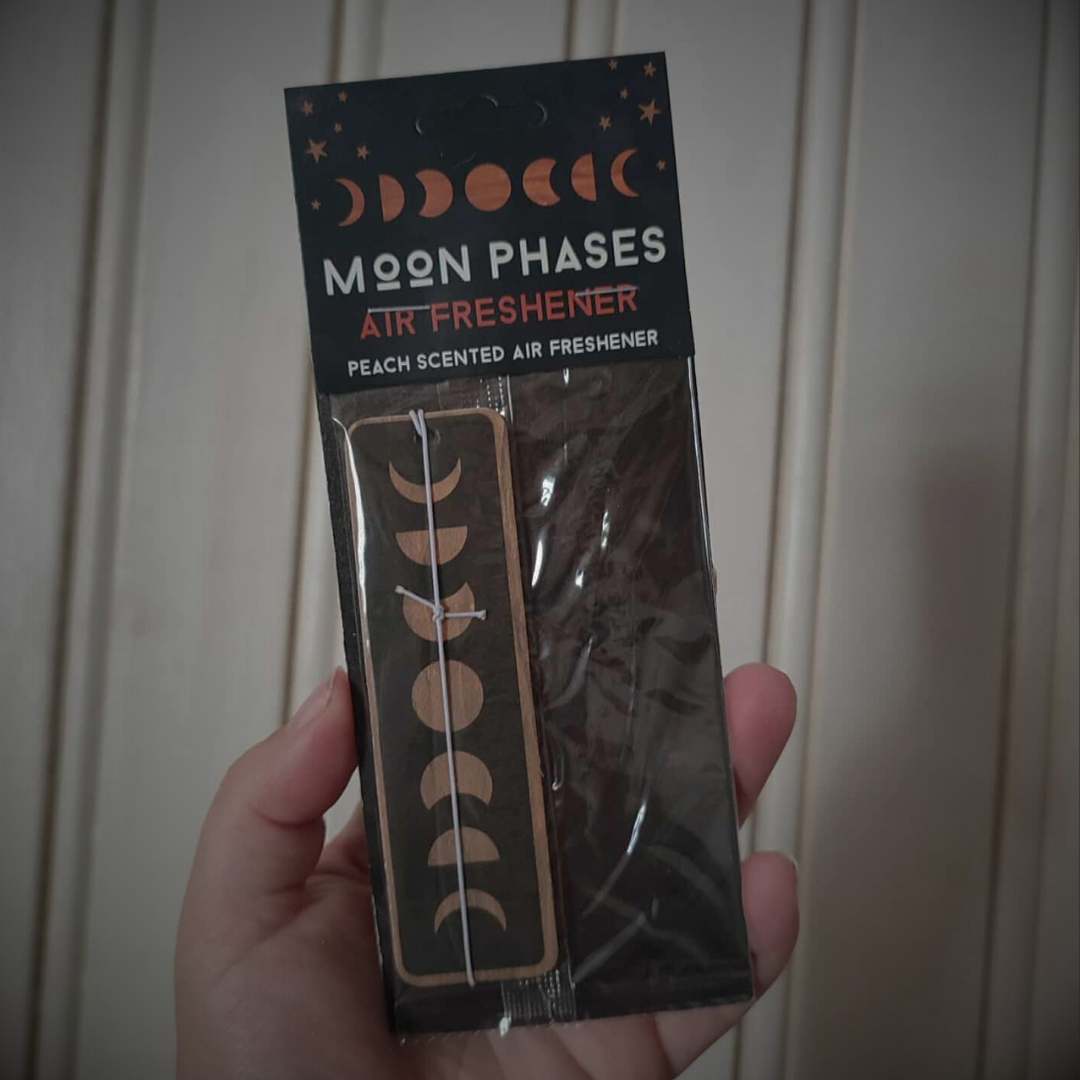 MOON PHASES
AIR FRESHENER
PEACH SCENTED AIR FRESHENER